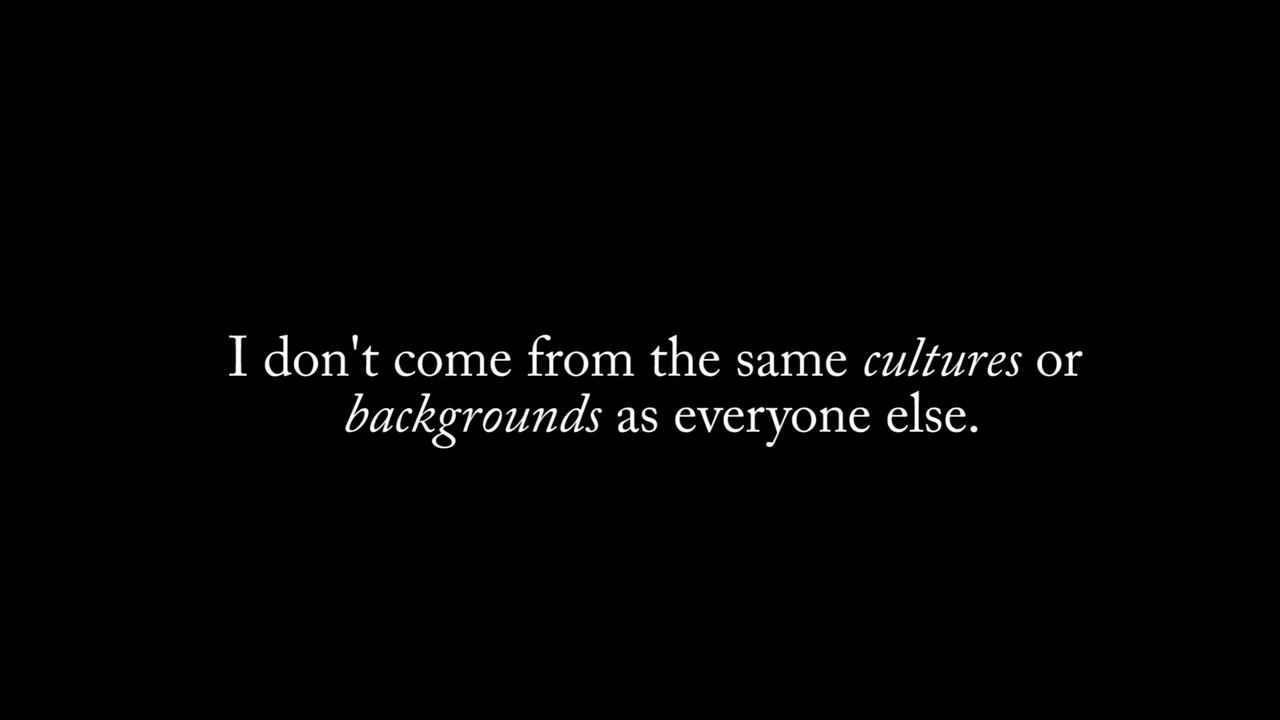 I don't come from the same cultures or
backgrounds as everyone else.